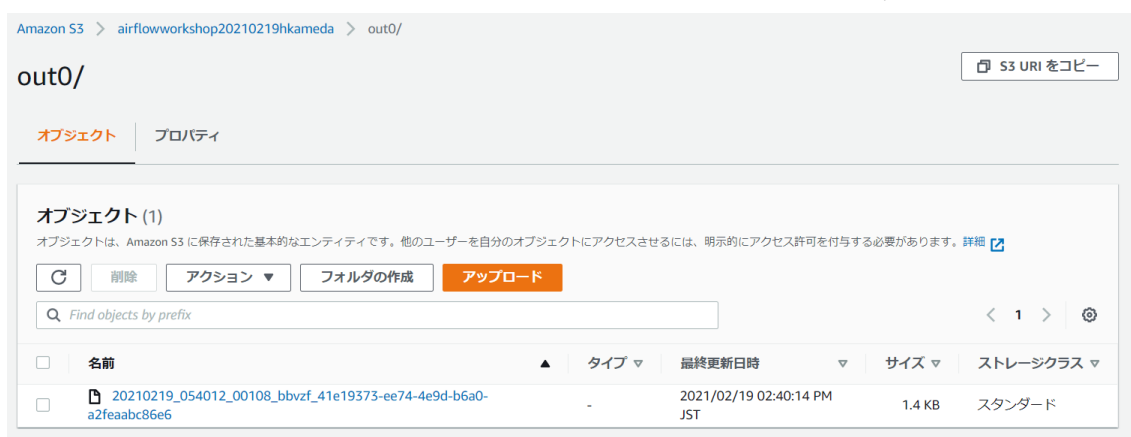 Amazon S3 > airflowworkshop20210219hkameda > out0/
out0/
S3 URI をコピー
オブジェクト プロパティ
オブジェクト (1)
オブジェクトは、Amazon S3 に保存された基本的なエンティティです。他のユーザーを自分のオブジェクトにアクセスさせるには、明示的にアクセス許可を付与する必要があります。詳細
削除 アクション ▼ フォルダの作成 アップロード
Find objects by prefix
< 1 >
名前 ▲ タイプ ▽ 最終更新日時 ▽ サイズ ▽ ストレージクラス ▽
20210219_054012_00108_bbvzf_41e19373-ee74-4e9d-b6a0-
a2feaabc86e6
-
2021/02/19 02:40:14 PM
JST
1.4 KB
スタンダード